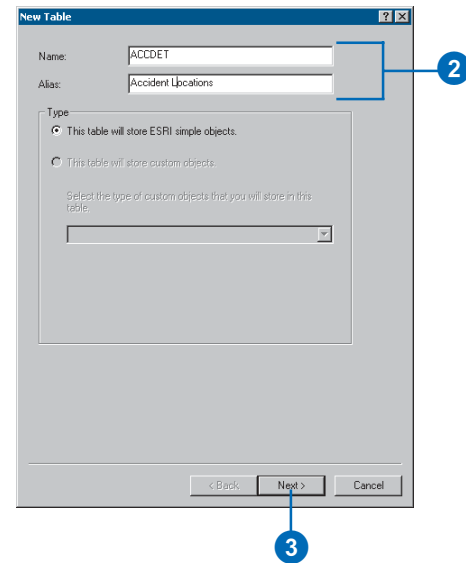 New Table
Name: ACCDET
Alias: Accident Locations
2
Type
This table will store ESRI simple objects.
This table will store custom objects.
Select the type of custom objects that you will store in this
table.
< Back Next > Cancel
3